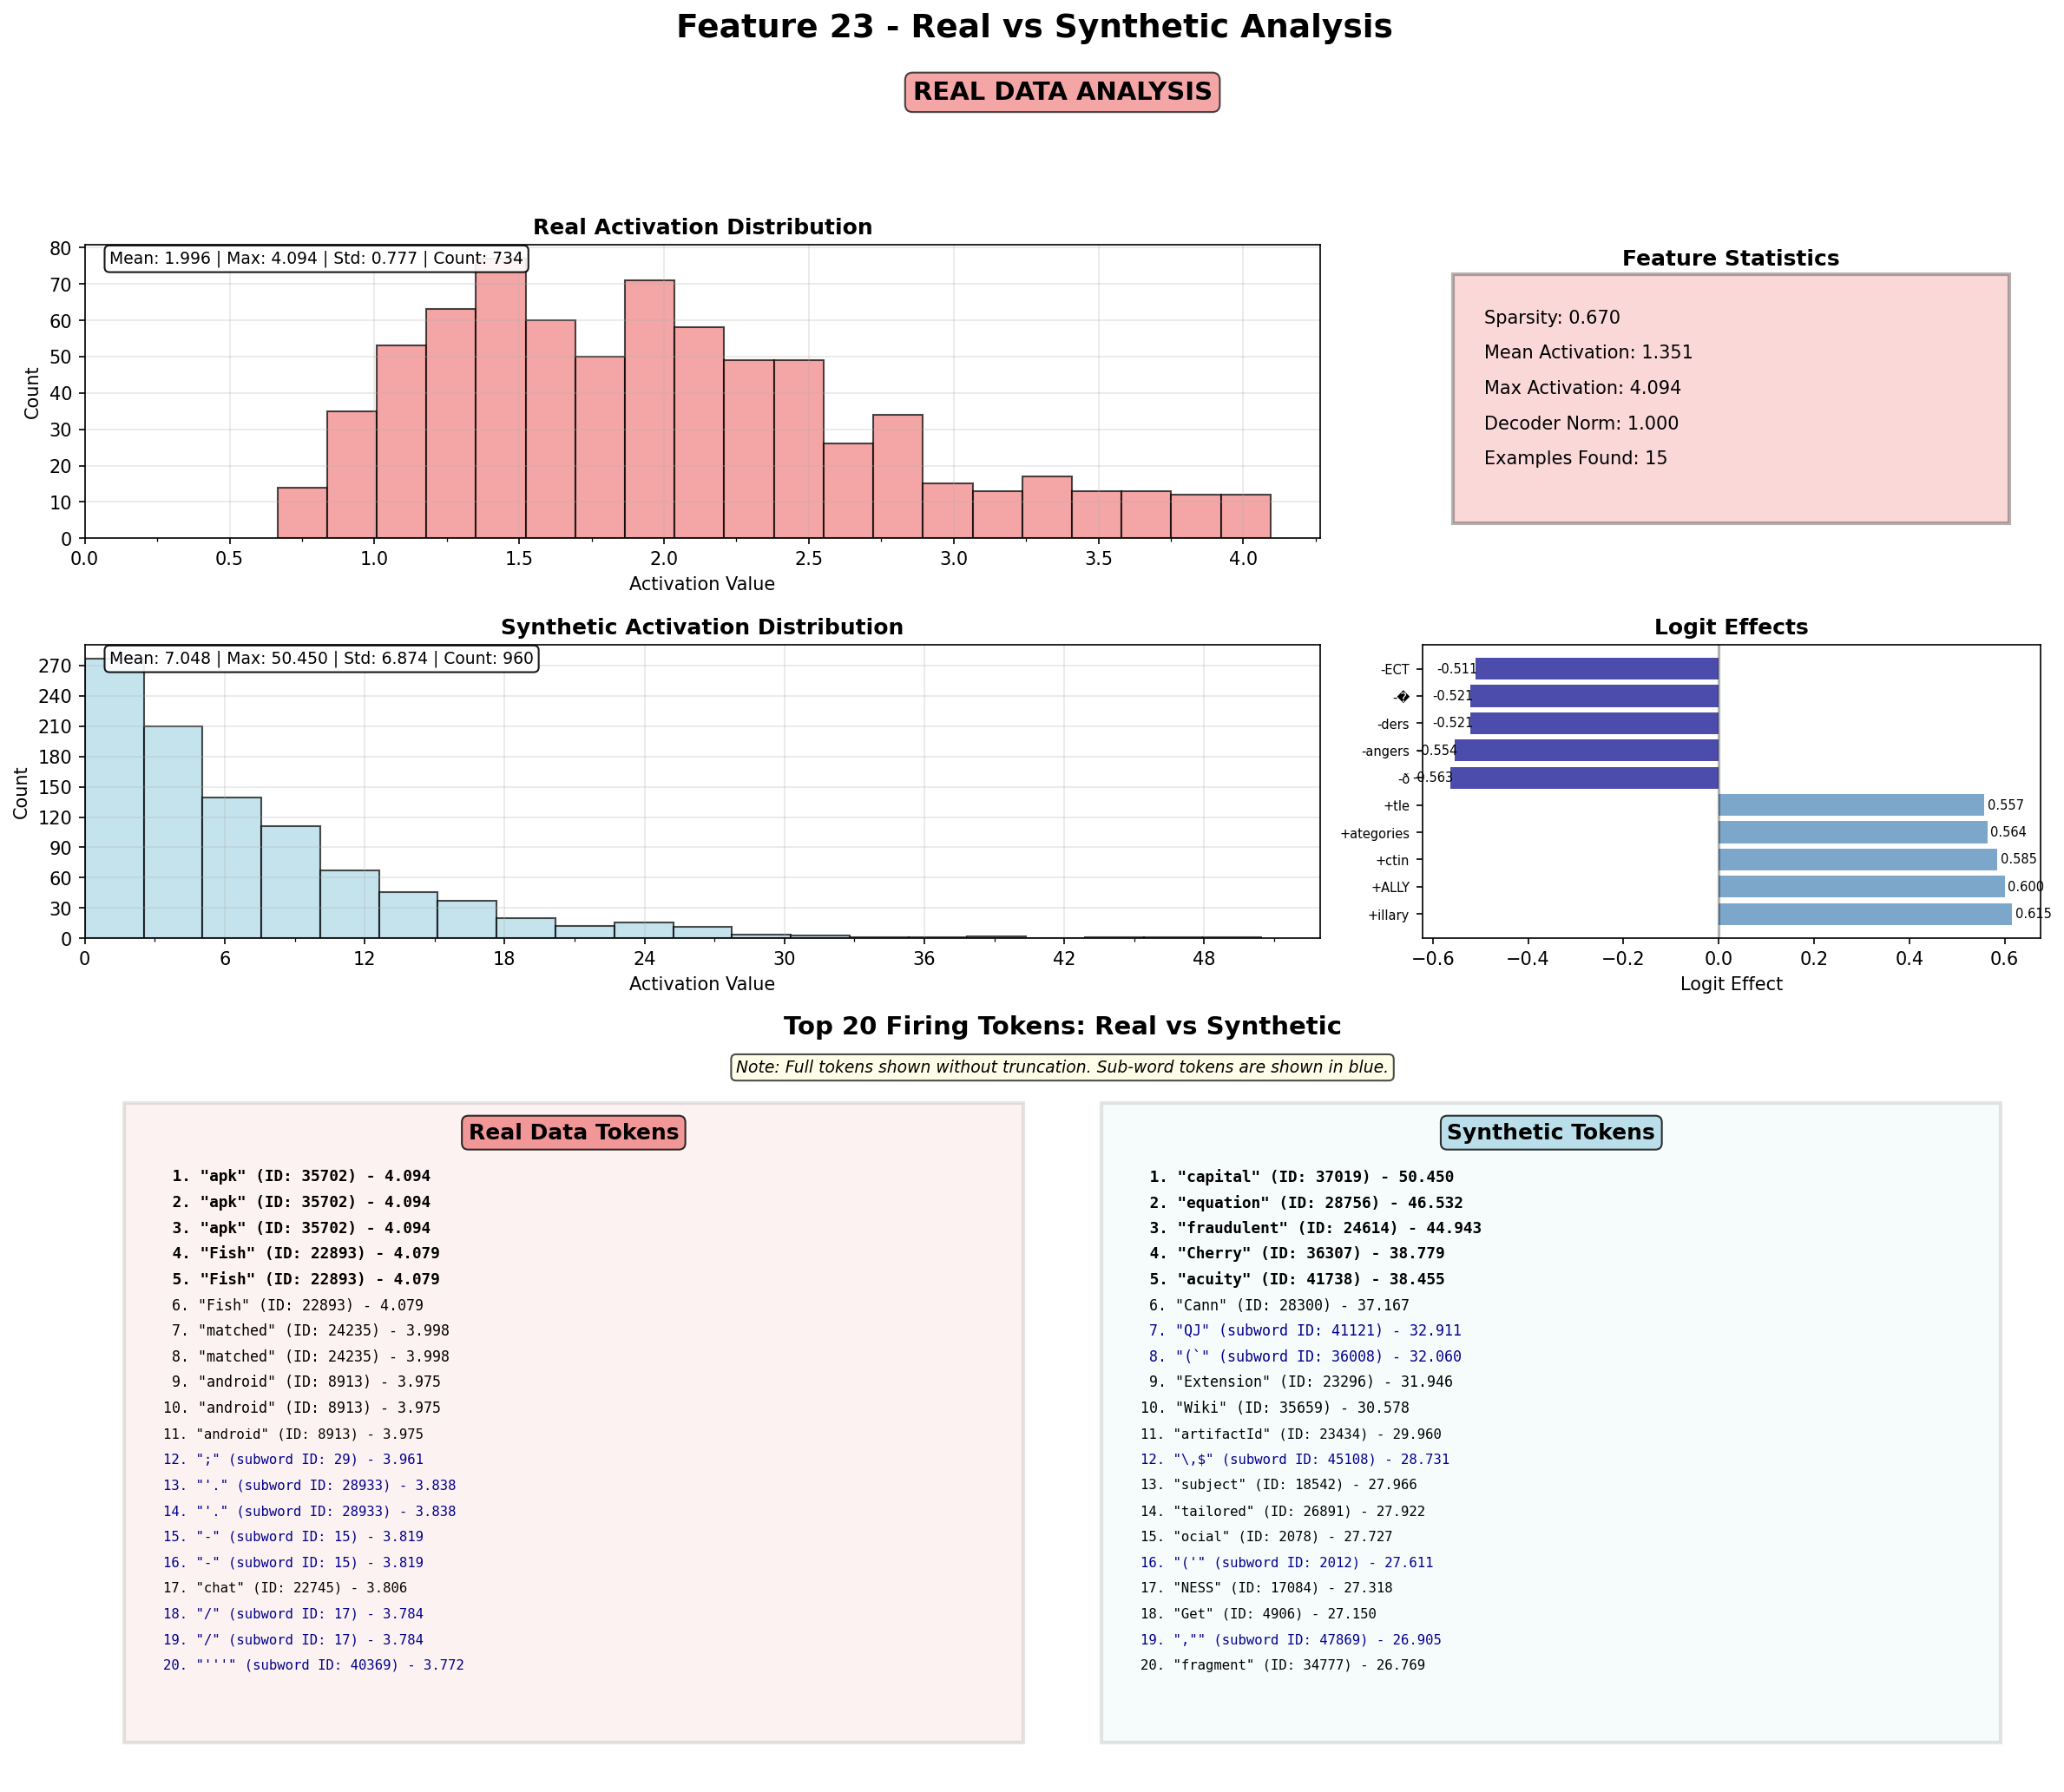 Feature 23 - Real vs Synthetic Analysis
REAL DATA ANALYSIS
Real Activation Distribution
Mean: 1.996 | Max: 4.094 | Std: 0.777 | Count: 734
80
70
60
50
40
30
20
10
0
Count
0.0 0.5 1.0 1.5 2.0 2.5 3.0 3.5 4.0
Activation Value
Feature Statistics
Sparsity: 0.670
Mean Activation: 1.351
Max Activation: 4.094
Decoder Norm: 1.000
Examples Found: 15
Synthetic Activation Distribution
Mean: 7.048 | Max: 50.450 | Std: 6.874 | Count: 960
270
240
210
180
150
120
90
60
30
0
Count
0 6 12 18 24 30 36 42 48
Activation Value
Logit Effects
-ECT -0.511
-� -0.521
-ders -0.521
-angers -0.554
-ð -0.563
+tle 0.557
+ategories 0.564
+ctin 0.585
+ALLY 0.600
+illary 0.615
−0.6 −0.4 −0.2 0.0 0.2 0.4 0.6
Logit Effect
Top 20 Firing Tokens: Real vs Synthetic
Note: Full tokens shown without truncation. Sub-word tokens are shown in blue.
Real Data Tokens
1. "apk" (ID: 35702) - 4.094
2. "apk" (ID: 35702) - 4.094
3. "apk" (ID: 35702) - 4.094
4. "Fish" (ID: 22893) - 4.079
5. "Fish" (ID: 22893) - 4.079
6. "Fish" (ID: 22893) - 4.079
7. "matched" (ID: 24235) - 3.998
8. "matched" (ID: 24235) - 3.998
9. "android" (ID: 8913) - 3.975
10. "android" (ID: 8913) - 3.975
11. "android" (ID: 8913) - 3.975
12. ";" (subword ID: 29) - 3.961
13. "'." (subword ID: 28933) - 3.838
14. "'." (subword ID: 28933) - 3.838
15. "-" (subword ID: 15) - 3.819
16. "-" (subword ID: 15) - 3.819
17. "chat" (ID: 22745) - 3.806
18. "/" (subword ID: 17) - 3.784
19. "/" (subword ID: 17) - 3.784
20. "'''" (subword ID: 40369) - 3.772
Synthetic Tokens
1. "capital" (ID: 37019) - 50.450
2. "equation" (ID: 28756) - 46.532
3. "fraudulent" (ID: 24614) - 44.943
4. "Cherry" (ID: 36307) - 38.779
5. "acuity" (ID: 41738) - 38.455
6. "Cann" (ID: 28300) - 37.167
7. "QJ" (subword ID: 41121) - 32.911
8. "(`" (subword ID: 36008) - 32.060
9. "Extension" (ID: 23296) - 31.946
10. "Wiki" (ID: 35659) - 30.578
11. "artifactId" (ID: 23434) - 29.960
12. "\,$" (subword ID: 45108) - 28.731
13. "subject" (ID: 18542) - 27.966
14. "tailored" (ID: 26891) - 27.922
15. "ocial" (ID: 2078) - 27.727
16. "('" (subword ID: 2012) - 27.611
17. "NESS" (ID: 17084) - 27.318
18. "Get" (ID: 4906) - 27.150
19. ","" (subword ID: 47869) - 26.905
20. "fragment" (ID: 34777) - 26.769